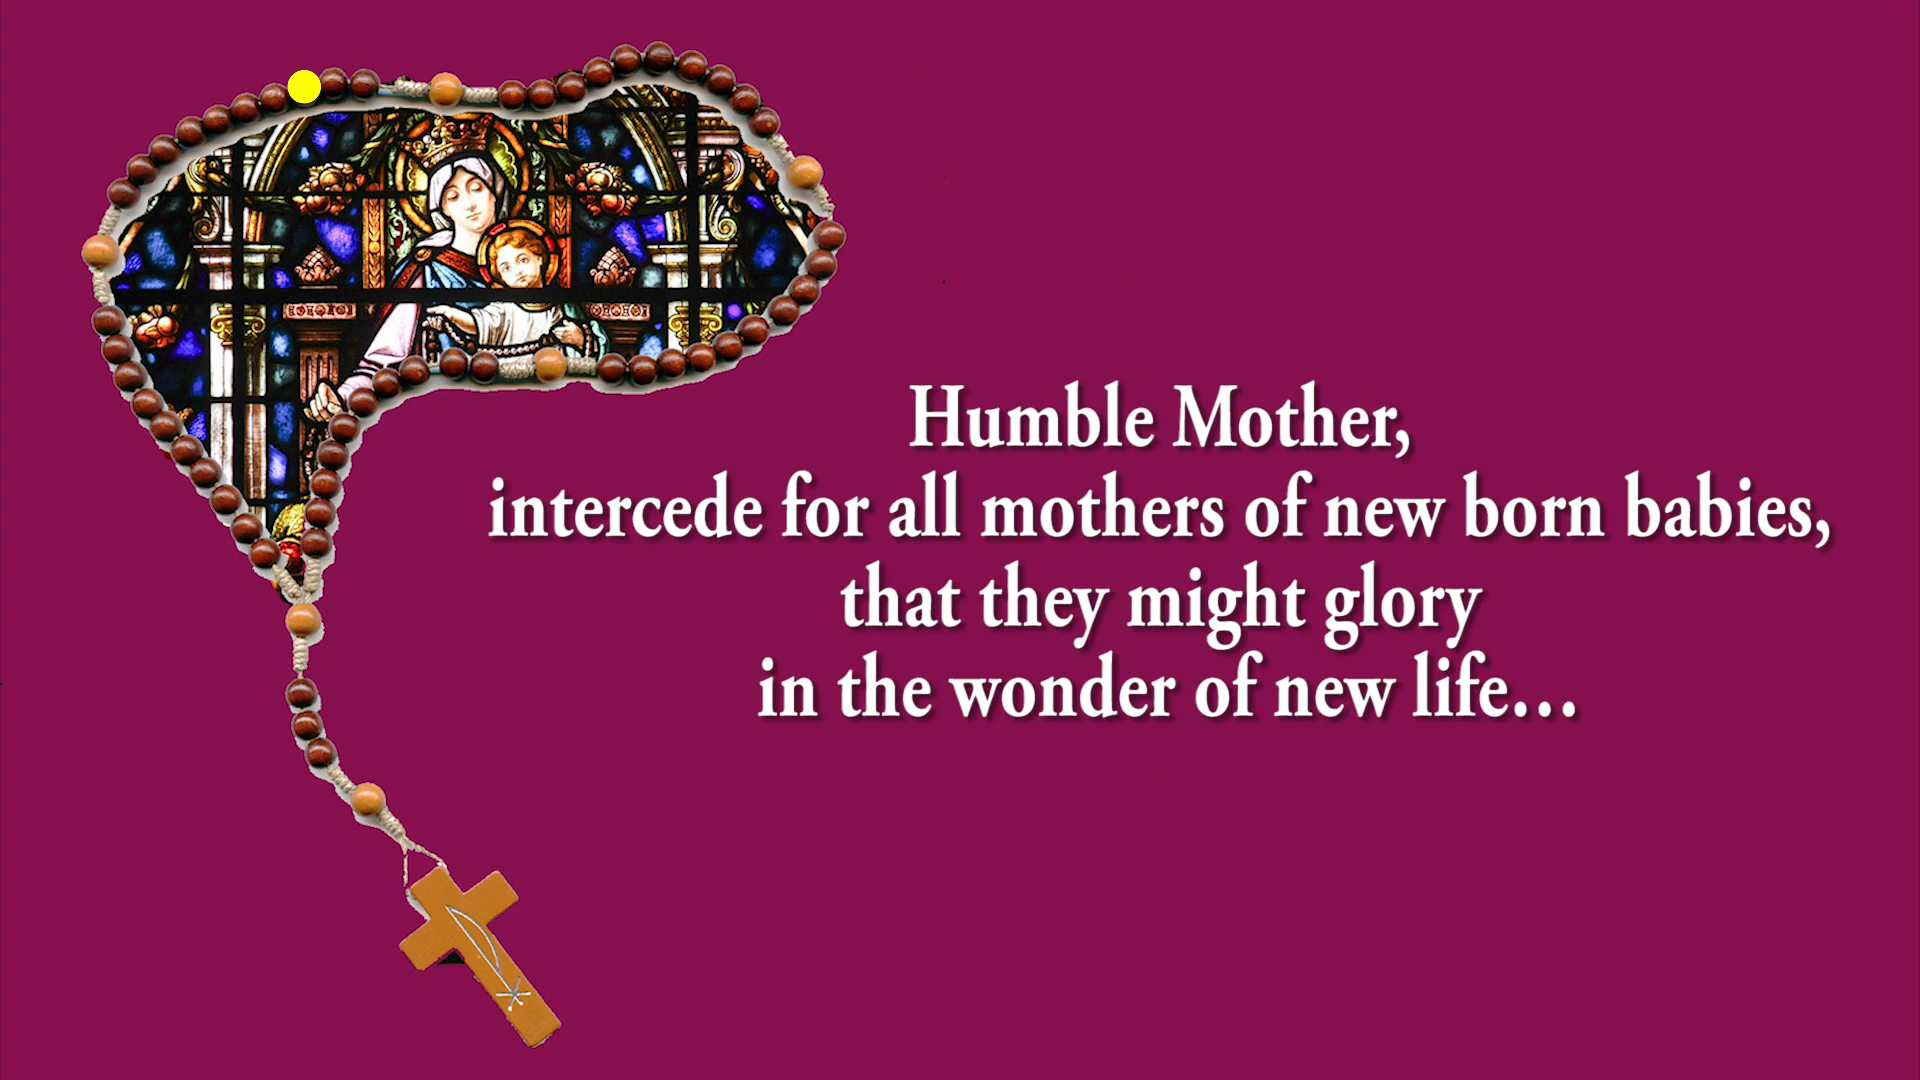 Humble Mother,
intercede for all mothers of new born babies,
that they might glory
in the wonder of new life…